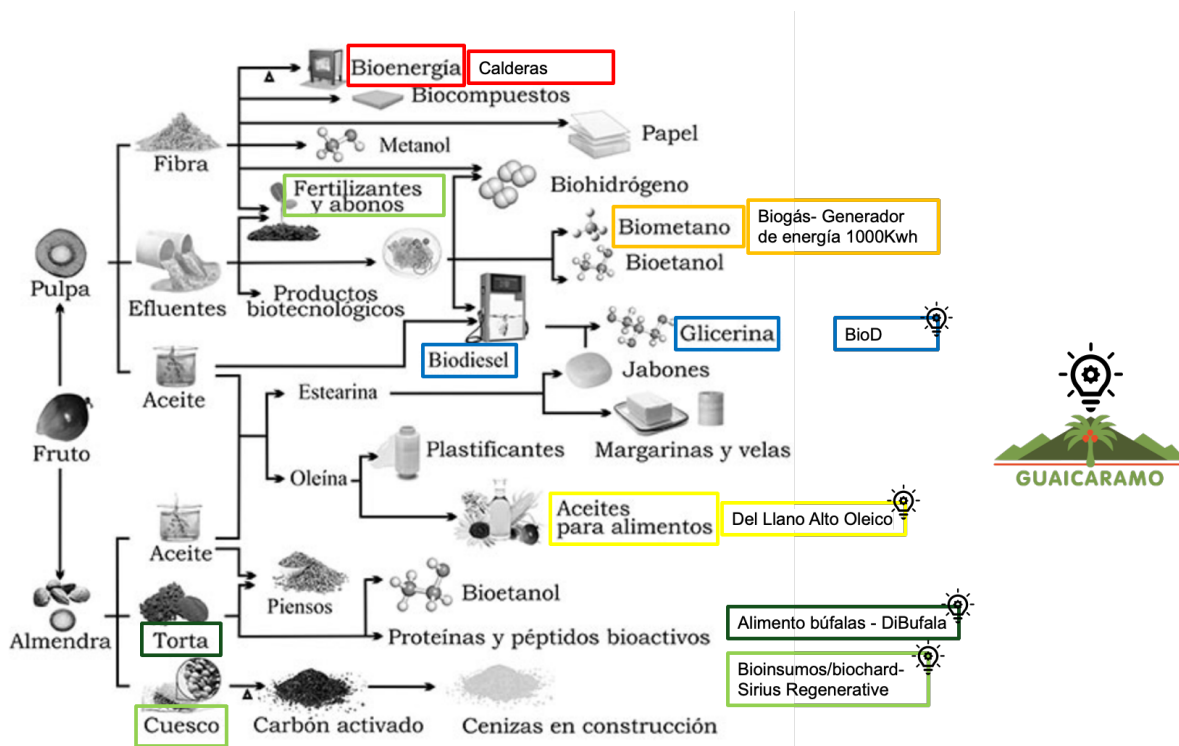 Bioenergía
Calderas
Biocompuestos
Papel
Fibra
Metanol
Fertilizantes
y abonos
Biohidrógeno
Biometano
Biogás- Generador
de energía 1000Kwh
Bioetanol
Pulpa
Efluentes
Productos
biotecnológicos
Glicerina
BioD
Biodiesel
Jabones
Aceite
Estearina
Margarinas y velas
Fruto
Plastificantes
Oleína
GUAICARAMO
Aceites
para alimentos
Del Llano Alto Oleico
Aceite
Piensos
Bioetanol
Almendra
Torta
Proteínas y péptidos bioactivos
Alimento búfalas - DiBufala
Bioinsumos/biochard-
Sirius Regenerative
Cuesco
Carbón activado
Cenizas en construcción